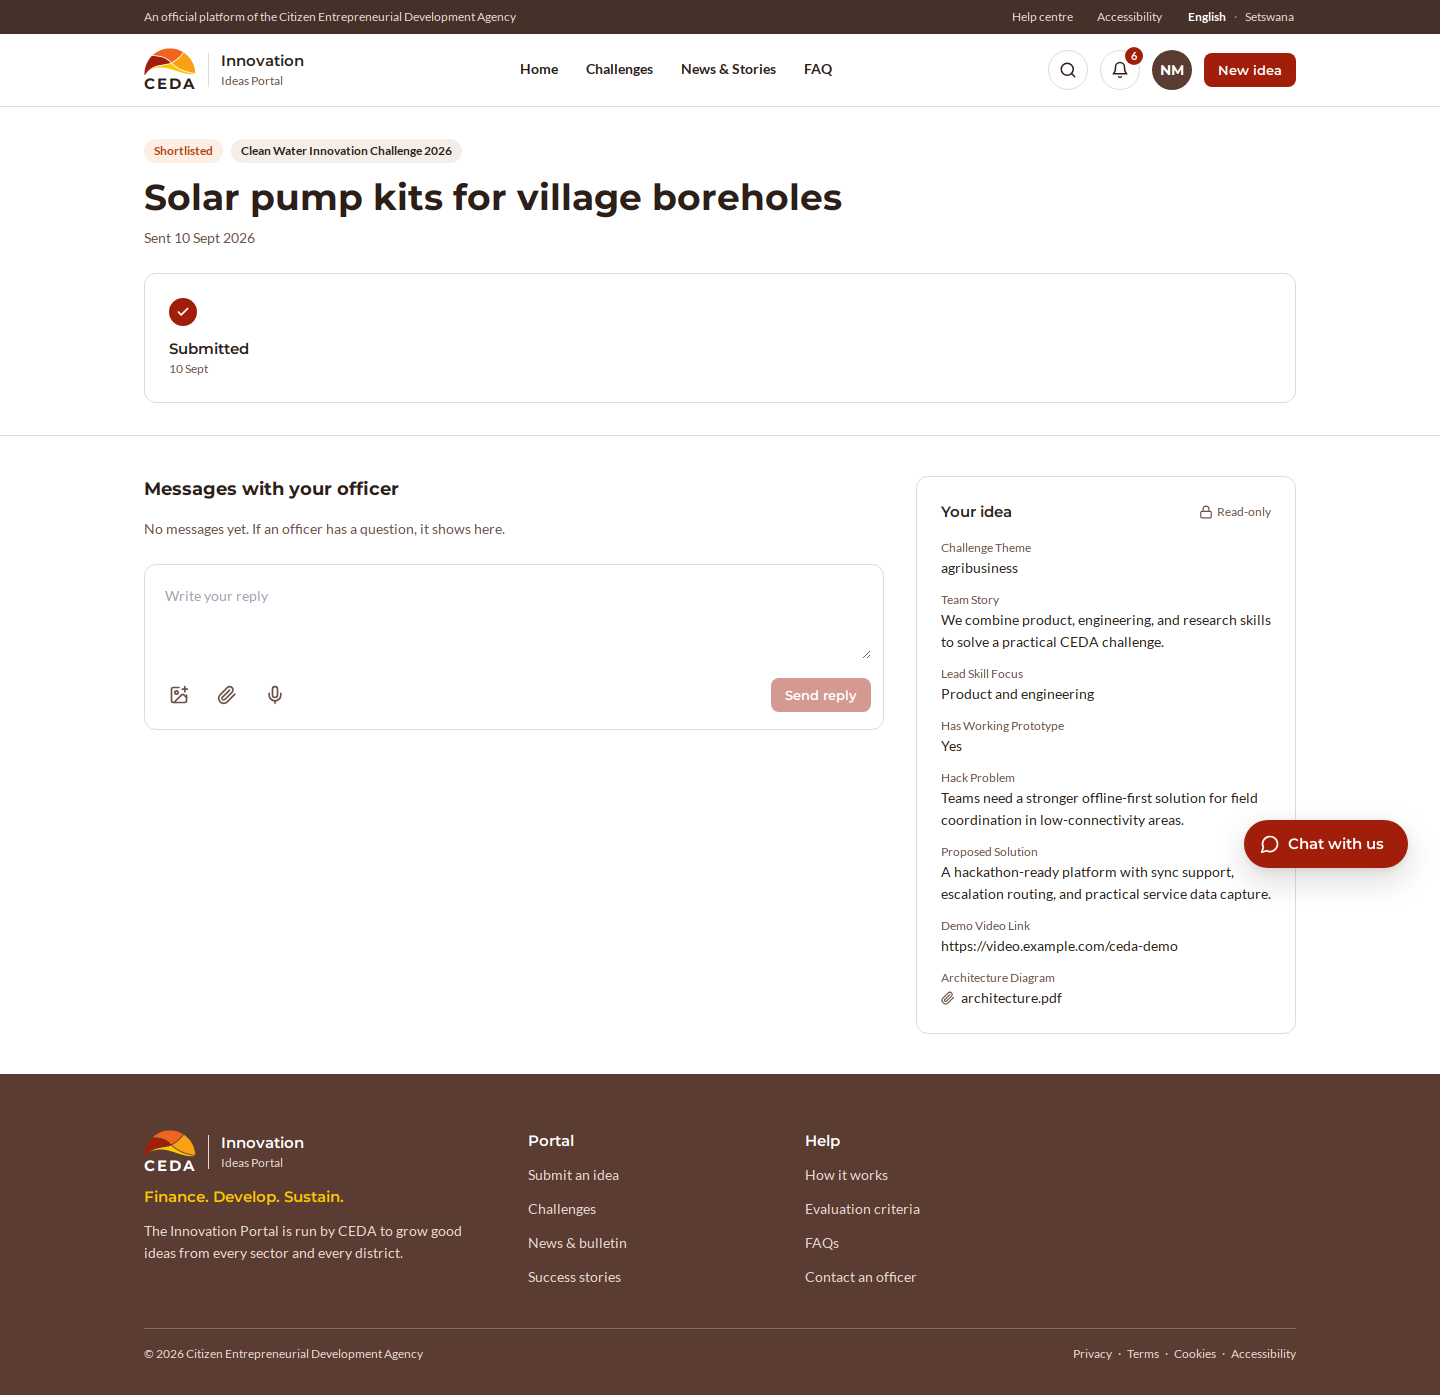 An official platform of the Citizen Entrepreneurial Development Agency
Help centre
Accessibility
English · Setswana
CEDA
Innovation
Ideas Portal
Home
Challenges
News & Stories
FAQ
6
NM
New idea
Shortlisted
Clean Water Innovation Challenge 2026
Solar pump kits for village boreholes
Sent 10 Sept 2026
Submitted
10 Sept
Messages with your officer
No messages yet. If an officer has a question, it shows here.
Write your reply
Send reply
Your idea
Read-only
Challenge Theme
agribusiness
Team Story
We combine product, engineering, and research skills
to solve a practical CEDA challenge.
Lead Skill Focus
Product and engineering
Has Working Prototype
Yes
Hack Problem
Teams need a stronger offline-first solution for field
coordination in low-connectivity areas.
Proposed Solution
A hackathon-ready platform with sync support,
escalation routing, and practical service data capture.
Demo Video Link
https://video.example.com/ceda-demo
Architecture Diagram
architecture.pdf
Chat with us
CEDA
Innovation
Ideas Portal
Finance. Develop. Sustain.
The Innovation Portal is run by CEDA to grow good
ideas from every sector and every district.
Portal
Submit an idea
Challenges
News & bulletin
Success stories
Help
How it works
Evaluation criteria
FAQs
Contact an officer
© 2026 Citizen Entrepreneurial Development Agency
Privacy · Terms · Cookies · Accessibility